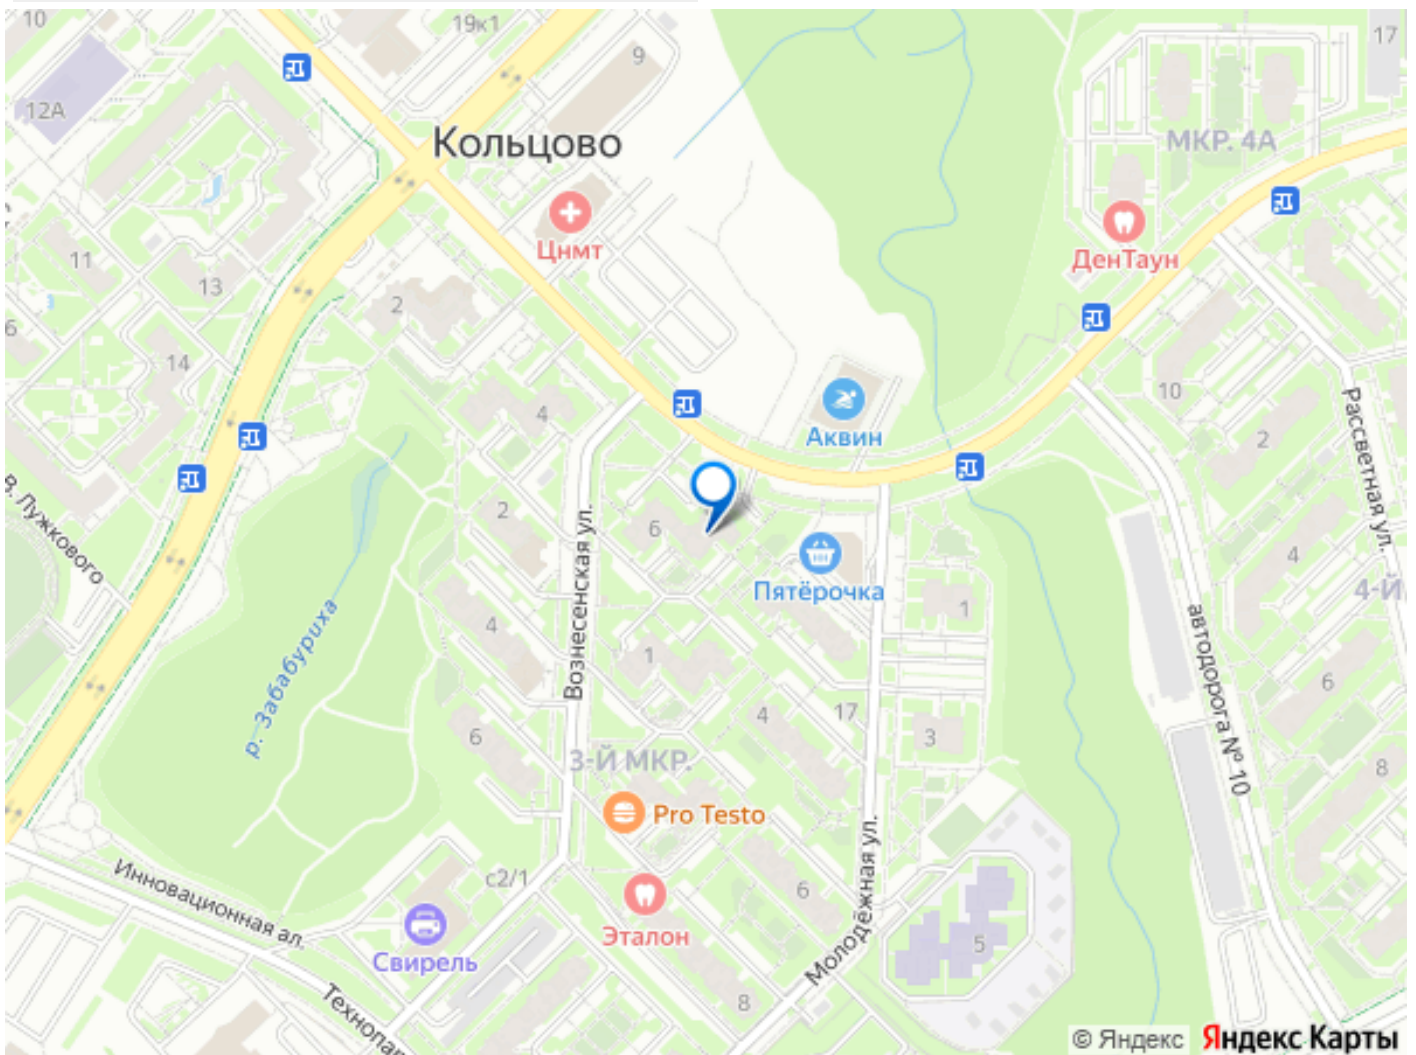 10
19к1
17
9
12А
Кольцово
МКР. 4А
Цнмт
ДенТаун
11
13
2
6
14
10
4
Аквин
Рассветная ул.
2
В. Лужкового
2
6
Вознесенская ул.
4
Пятёрочка
4-Й
1
4
р. Забабуриха
1
автодорога № 10
6
4
17
6
3
3-Й МКР.
8
Pro Testo
Молодёжная ул.
Инновационная ал.
с2/1
6
Эталон
5
Свирель
8
Технопар
© Яндекс Яндекс Карты